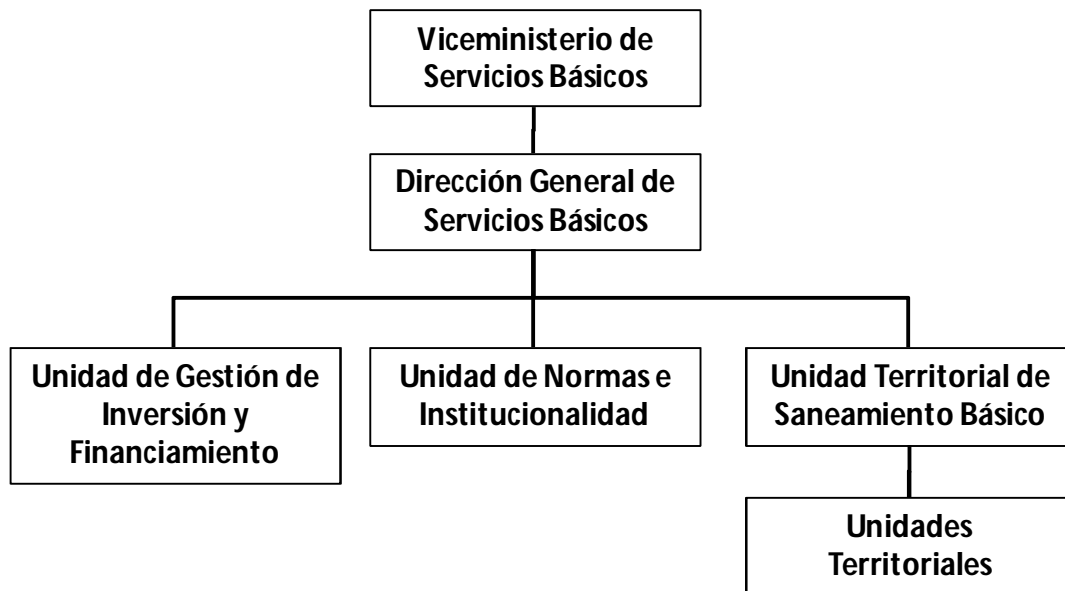 Viceministerio de
Servicios Básicos
Dirección General de
Servicios Básicos
Unidad de Gestión de
Inversión y
Financiamiento
Unidad de Normas e
Institucionalidad
Unidad Territorial de
Saneamiento Básico
Unidades
Territoriales